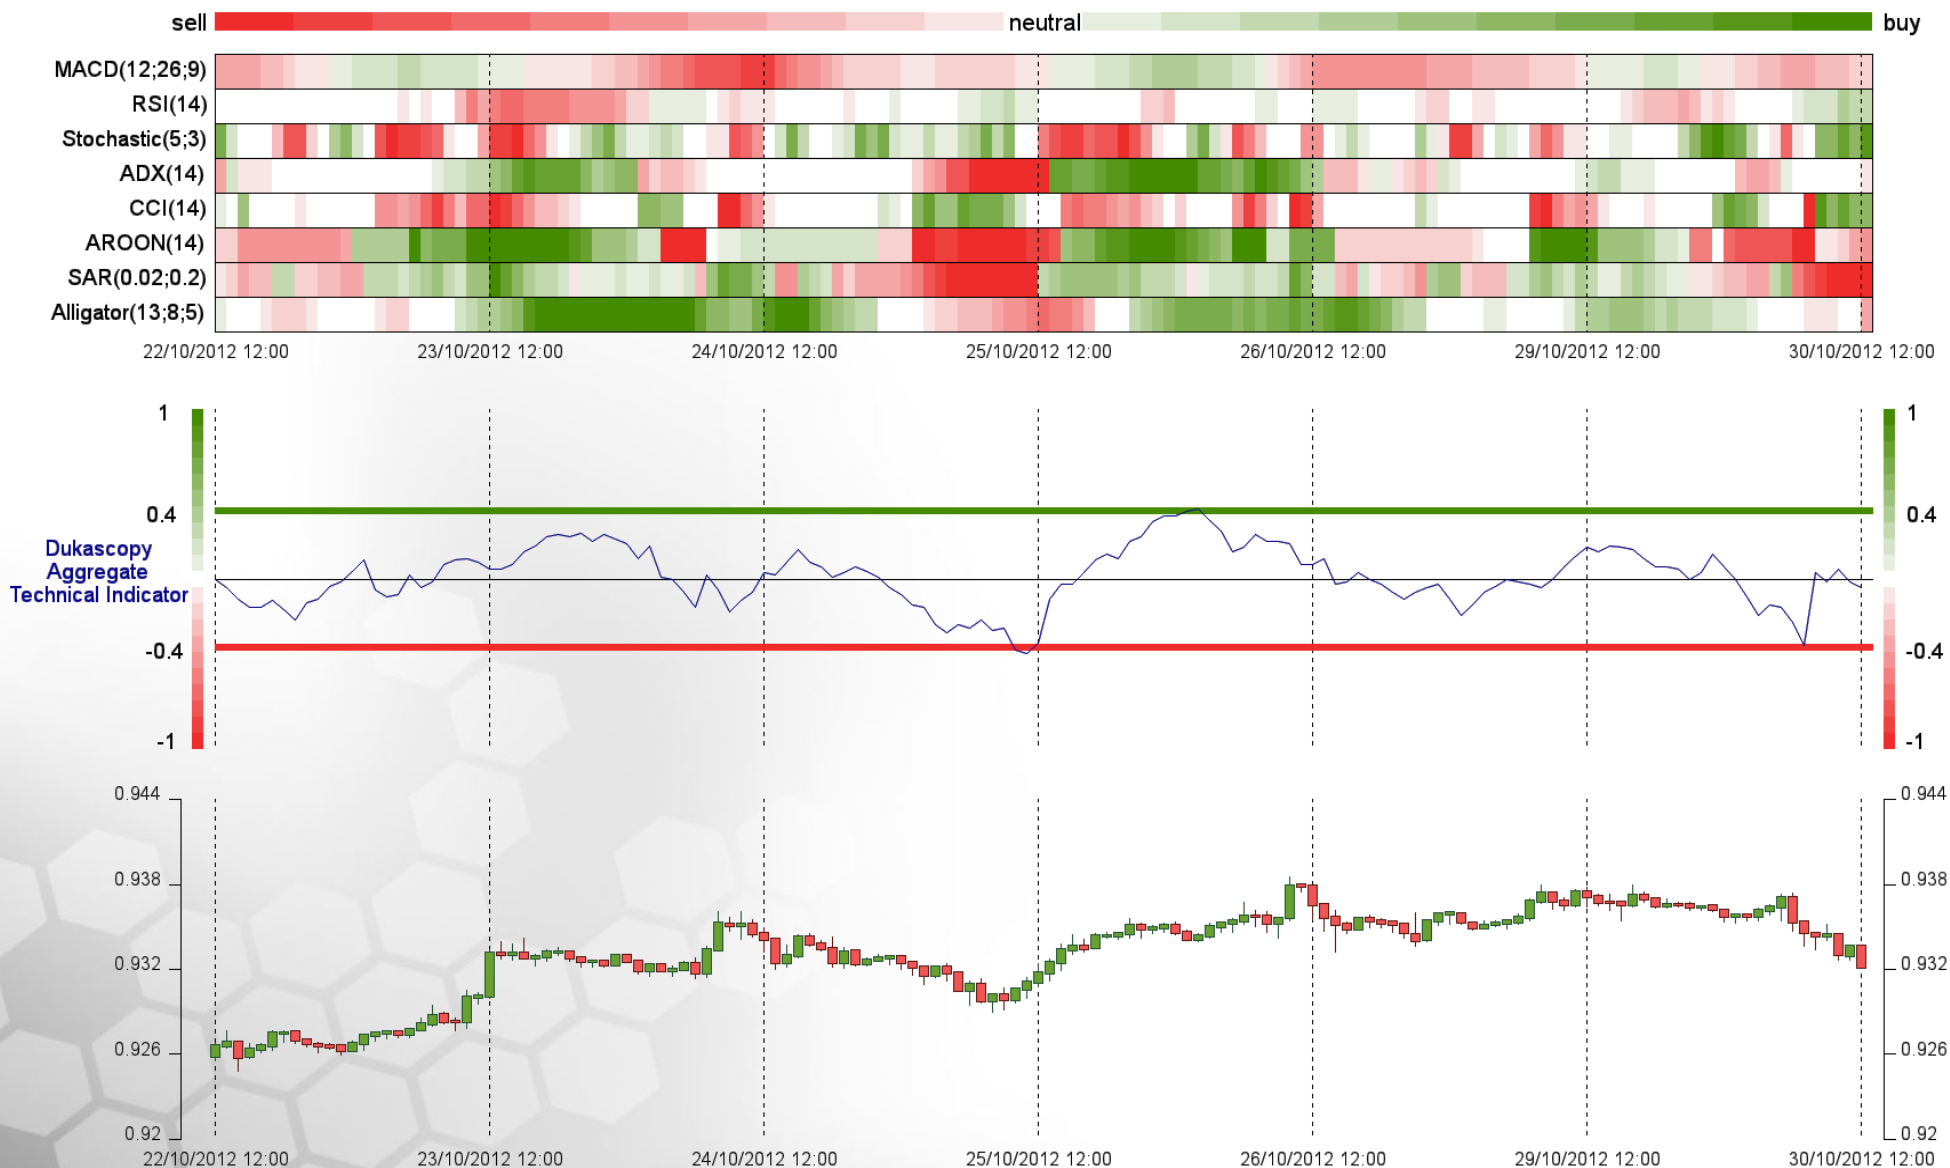 sell neutral buy
MACD(12;26;9)
RSI(14)
Stochastic(5;3)
ADX(14)
CCI(14)
AROON(14)
SAR(0.02;0.2)
Alligator(13;8;5)
22/10/2012 12:00 23/10/2012 12:00 24/10/2012 12:00 25/10/2012 12:00 26/10/2012 12:00 29/10/2012 12:00 30/10/2012 12:00
1 1
0.4 0.4
Dukascopy
Aggregate
Technical Indicator
-0.4 -0.4
-1 -1
0.944 0.944
0.938 0.938
0.932 0.932
0.926 0.926
0.92 0.92
22/10/2012 12:00 23/10/2012 12:00 24/10/2012 12:00 25/10/2012 12:00 26/10/2012 12:00 29/10/2012 12:00 30/10/2012 12:00